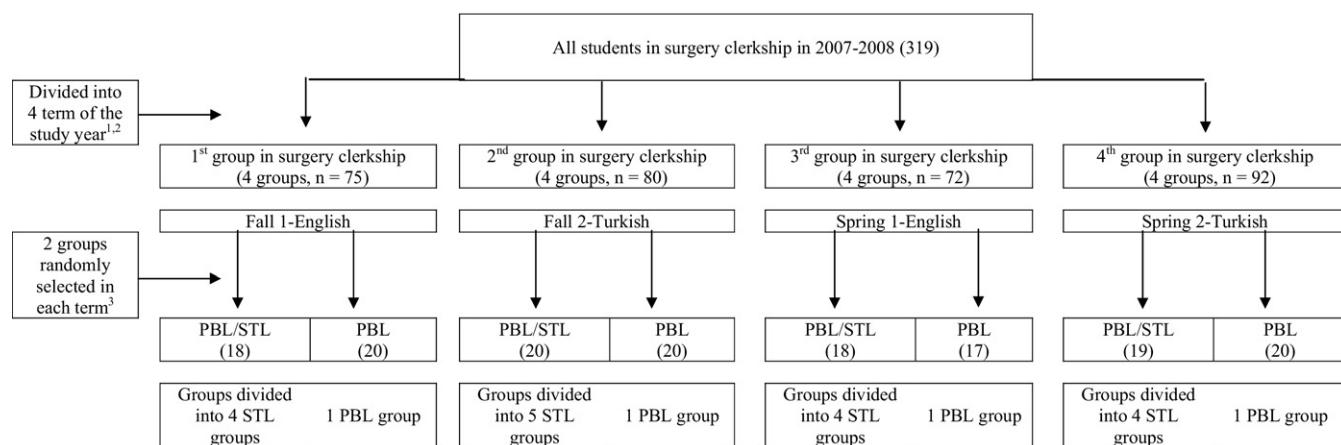 All students in surgery clerkship in 2007-2008 (319)
Divided into
4 term of the
study year1,2
1st group in surgery clerkship
(4 groups, n = 75)
2nd group in surgery clerkship
(4 groups, n = 80)
3rd group in surgery clerkship
(4 groups, n = 72)
4th group in surgery clerkship
(4 groups, n = 92)
Fall 1-English
Fall 2-Turkish
Spring 1-English
Spring 2-Turkish
2 groups
randomly
selected in
each term3
PBL/STL
(18)
PBL
(20)
PBL/STL
(20)
PBL
(20)
PBL/STL
(18)
PBL
(17)
PBL/STL
(19)
PBL
(20)
Groups divided
into 4 STL
groups
1 PBL group
Groups divided
into 5 STL
groups
1 PBL group
Groups divided
into 4 STL
groups
1 PBL group
Groups divided
into 4 STL
groups
1 PBL group